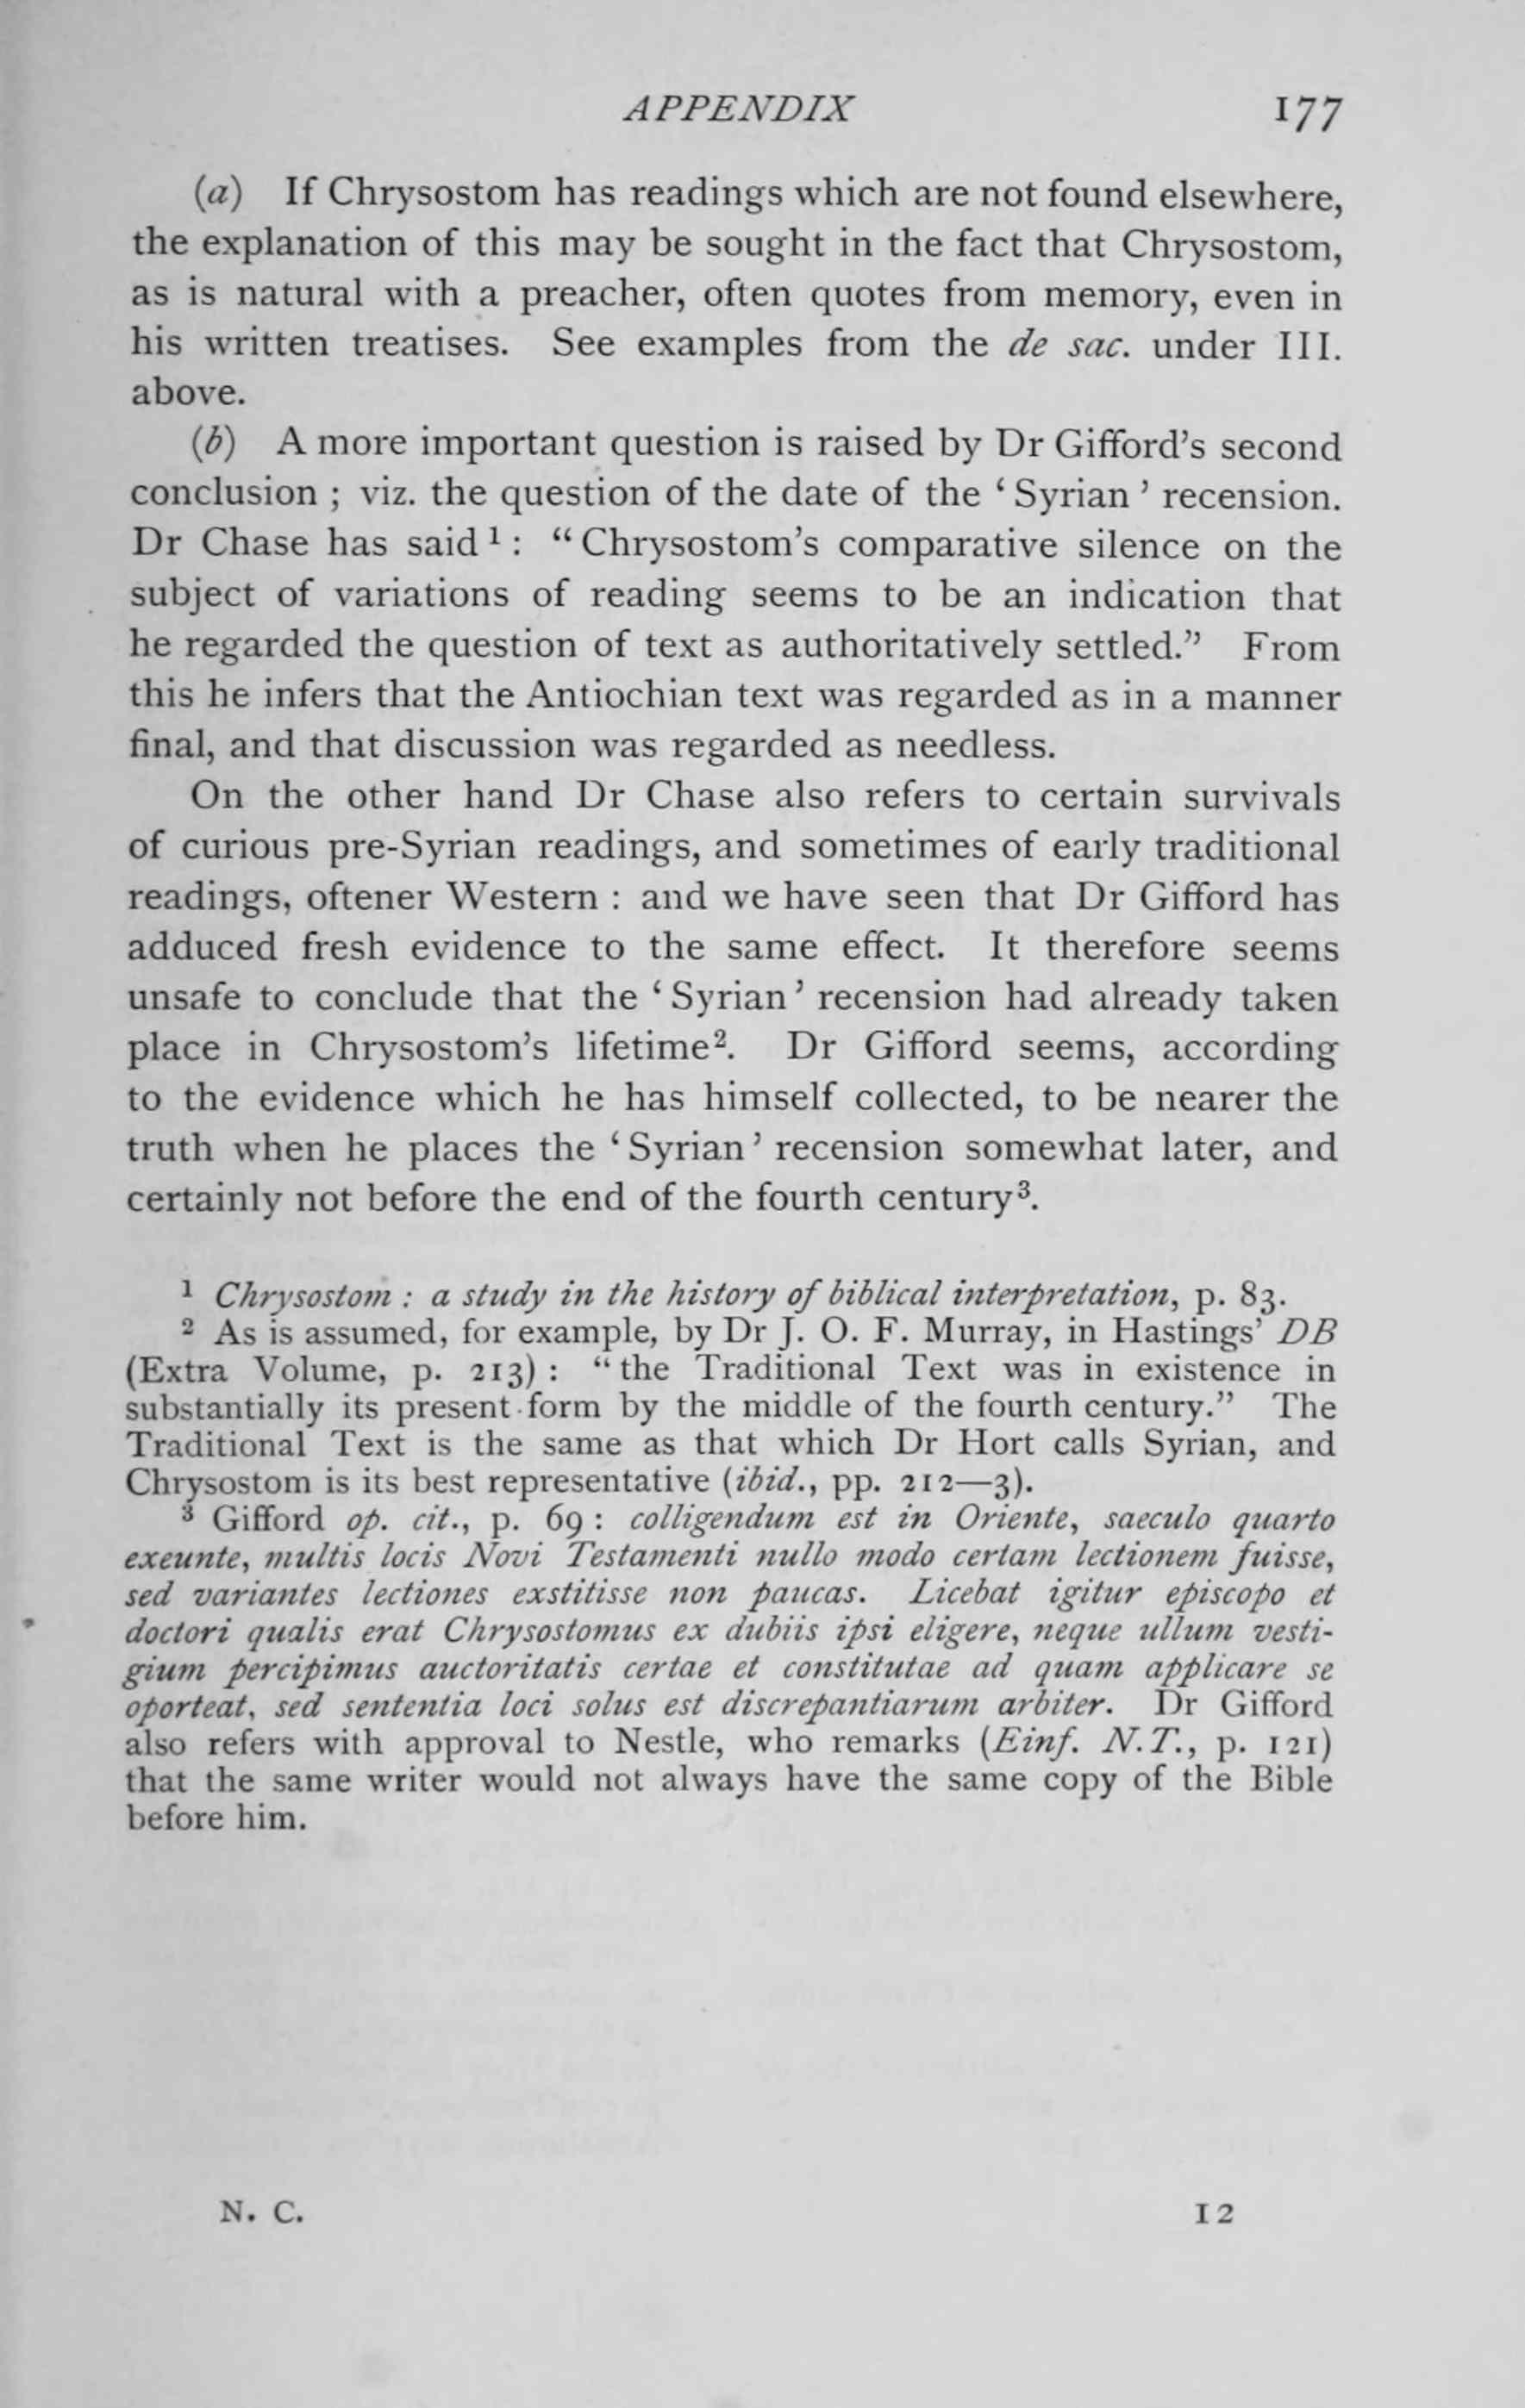 APPENDIX 177
(a) If Chrysostom has readings which are not found elsewhere,
the explanation of this may be sought in the fact that Chrysostom,
as is natural with a preacher, often quotes from memory, even in
his written treatises. See examples from the de sac. under III.
above.
(b) A more important question is raised by Dr Gifford's second
conclusion ; viz. the question of the date of the ‘ Syrian ’ recension.
Dr Chase has said¹ : “ Chrysostom's comparative silence on the
subject of variations of reading seems to be an indication that
he regarded the question of text as authoritatively settled.” From
this he infers that the Antiochian text was regarded as in a manner
final, and that discussion was regarded as needless.
On the other hand Dr Chase also refers to certain survivals
of curious pre-Syrian readings, and sometimes of early traditional
readings, oftener Western : and we have seen that Dr Gifford has
adduced fresh evidence to the same effect. It therefore seems
unsafe to conclude that the ‘ Syrian ’ recension had already taken
place in Chrysostom's lifetime². Dr Gifford seems, according
to the evidence which he has himself collected, to be nearer the
truth when he places the ‘ Syrian ’ recension somewhat later, and
certainly not before the end of the fourth century³.
¹ Chrysostom : a study in the history of biblical interpretation, p. 83.
² As is assumed, for example, by Dr J. O. F. Murray, in Hastings' DB
(Extra Volume, p. 213) : “ the Traditional Text was in existence in
substantially its present form by the middle of the fourth century.” The
Traditional Text is the same as that which Dr Hort calls Syrian, and
Chrysostom is its best representative (ibid., pp. 212—3).
³ Gifford op. cit., p. 69 : colligendum est in Oriente, saeculo quarto
exeunte, multis locis Novi Testamenti nullo modo certam lectionem fuisse,
sed variantes lectiones exstitisse non paucas. Licebat igitur episcopo et
doctori qualis erat Chrysostomus ex dubiis ipsi eligere, neque ullum vesti-
gium percipimus auctoritatis certae et constitutae ad quam applicare se
oporteat, sed sententia loci solus est discrepantiarum arbiter. Dr Gifford
also refers with approval to Nestle, who remarks (Einf. N.T., p. 121)
that the same writer would not always have the same copy of the Bible
before him.
N. C. 12